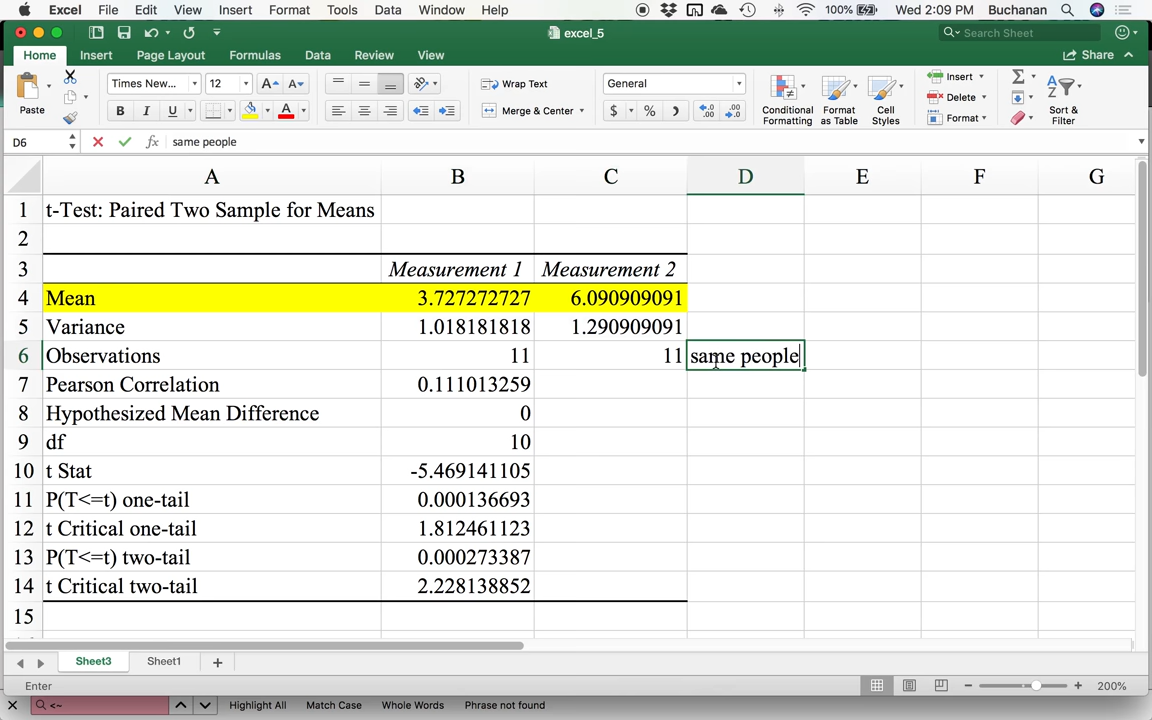 Excel File Edit View Insert Format Tools Data Window Help 100% Wed 2:09 PM Buchanan
excel_5 Search Sheet
Home Insert Page Layout Formulas Data Review View Share
Paste Times New... 12 Wrap Text General Insert
B I U Merge & Center $ % Conditional Formatting Format as Table Cell Styles Delete Format Sort & Filter
D6 fx same people
A B C D E F G
1 t-Test: Paired Two Sample for Means
2
3 Measurement 1 Measurement 2
4 Mean 3.727272727 6.090909091
5 Variance 1.018181818 1.290909091
6 Observations 11 11 same people
7 Pearson Correlation 0.111013259
8 Hypothesized Mean Difference 0
9 df 10
10 t Stat -5.469141105
11 P(T<=t) one-tail 0.000136693
12 t Critical one-tail 1.812461123
13 P(T<=t) two-tail 0.000273387
14 t Critical two-tail 2.228138852
15
Sheet3 Sheet1 +
Enter 200%
<~ Highlight All Match Case Whole Words Phrase not found